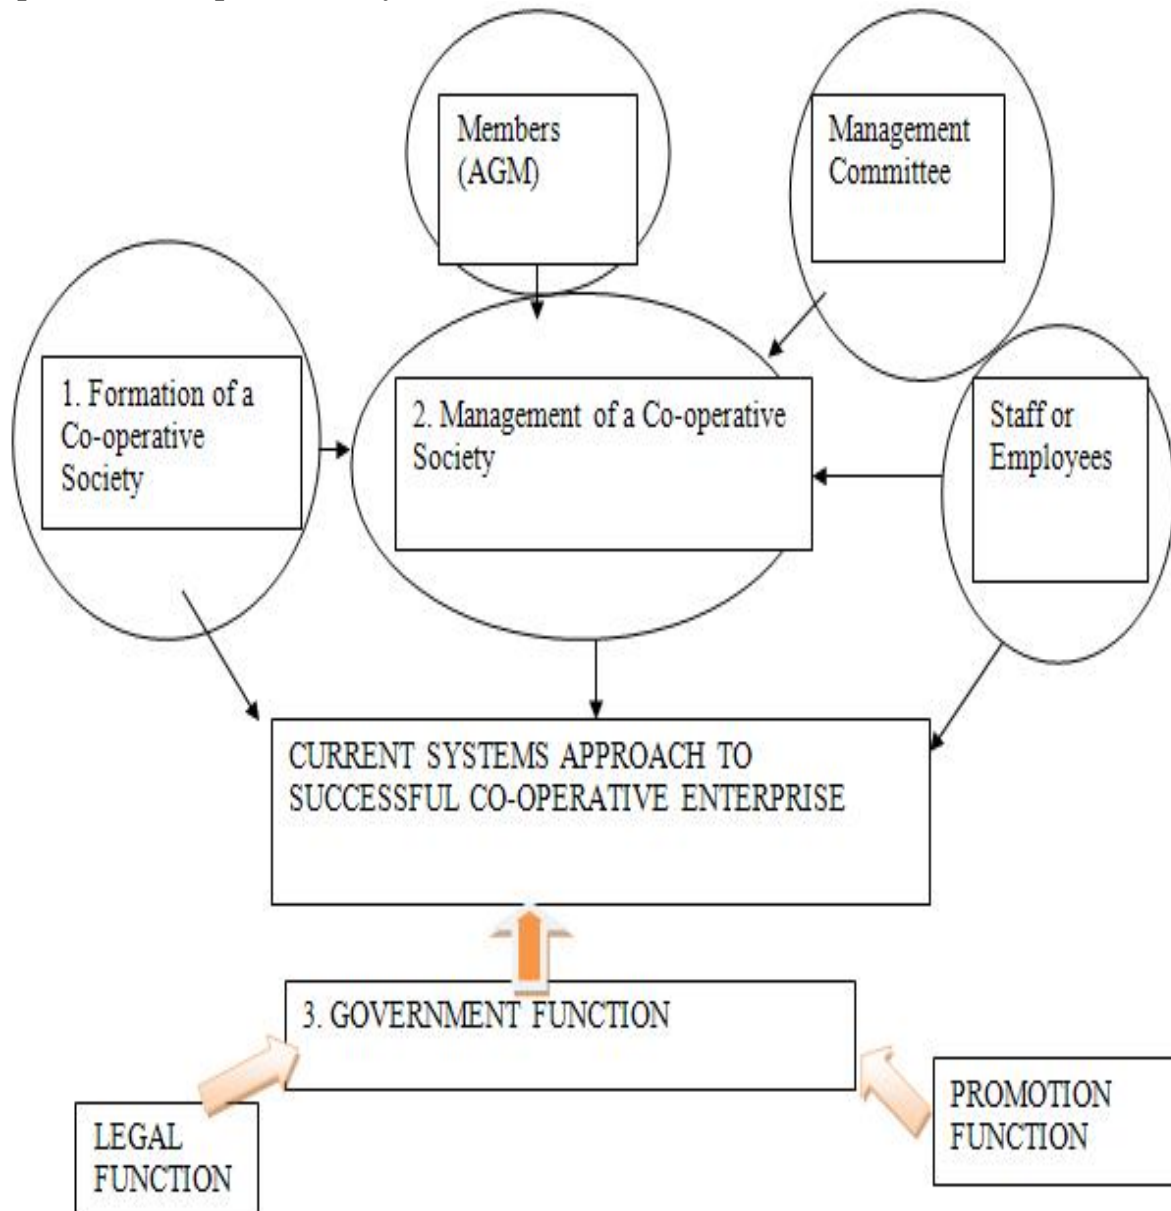 Members
(AGM)
Management
Committee
1. Formation of a
Co-operative
Society
2. Management of a Co-operative
Society
Staff or
Employees
CURRENT SYSTEMS APPROACH TO
SUCCESSFUL CO-OPERATIVE ENTERPRISE
3. GOVERNMENT FUNCTION
LEGAL
FUNCTION
PROMOTION
FUNCTION